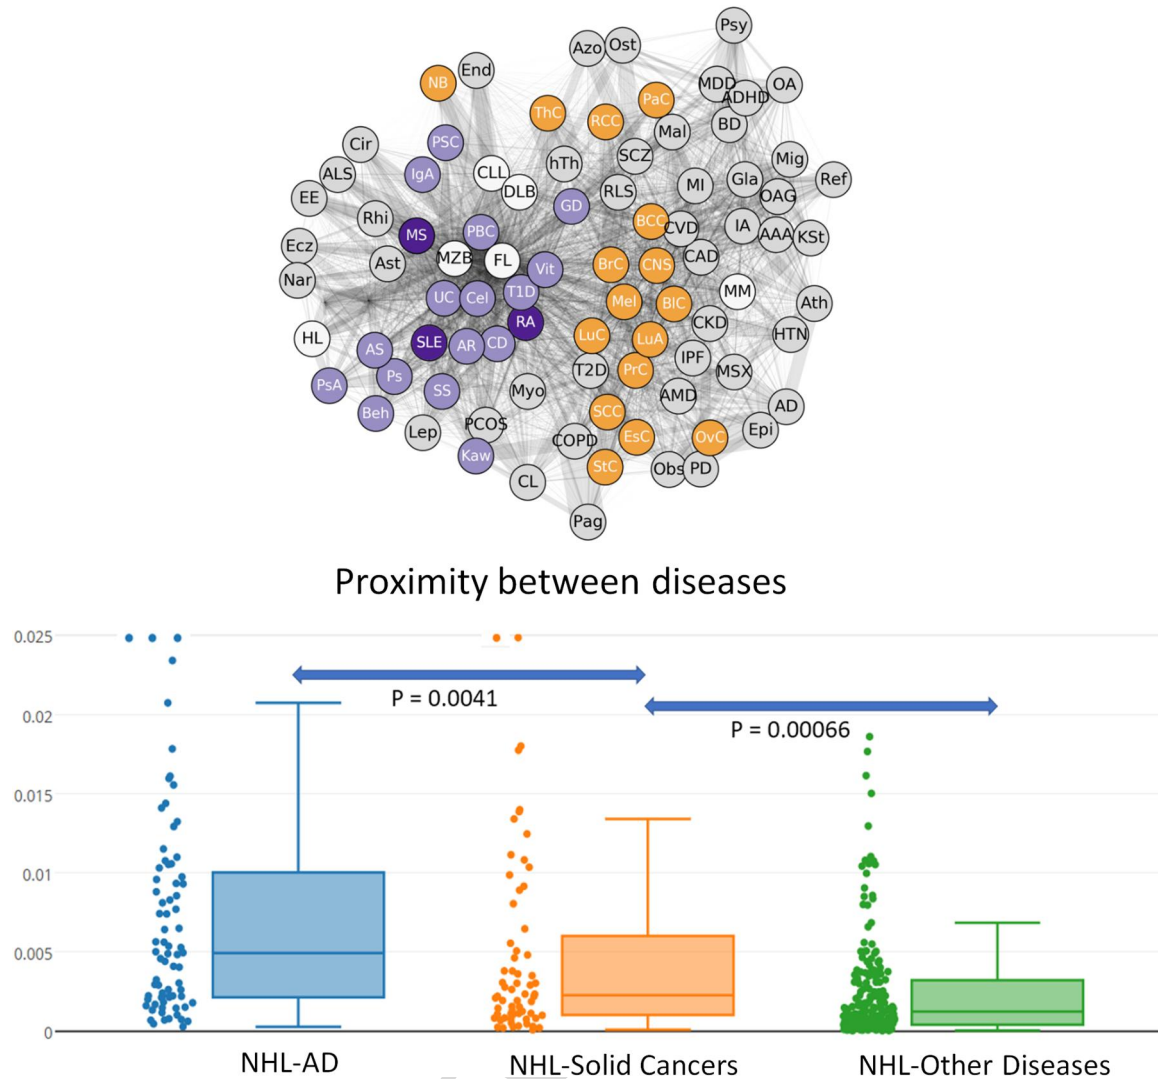 Psy
Azo Ost
End
NB
MDD
ADHD
OA
PaC
ThC
RCC
Mal
BD
PSC
Cir
SCZ
hTh
Mig
ALS
IgA
CLL
DLB
RLS
MI
Gla
Ref
EE
OAG
GD
Rhi
BCC
CVD
IA
AAA
KSt
MS
PBC
Ecz
MZB
FL
Ast
Vit
BrC
CNS
CAD
Nar
UC
Cel
T1D
Mel
BlC
MM
Ath
RA
CKD
HTN
HL
AS
SLE
AR
CD
LuC
LuA
PsA
Ps
T2D
PrC
IPF
MSX
SS
Myo
AMD
Beh
SCC
AD
Lep
PCOS
COPD
EsC
OvC
Epi
Kaw
StC
Obs
PD
CL
Pag
Proximity between diseases
0.025
P = 0.0041
0.02
P = 0.00066
0.015
0.01
0.005
0
NHL-AD NHL-Solid Cancers NHL-Other Diseases